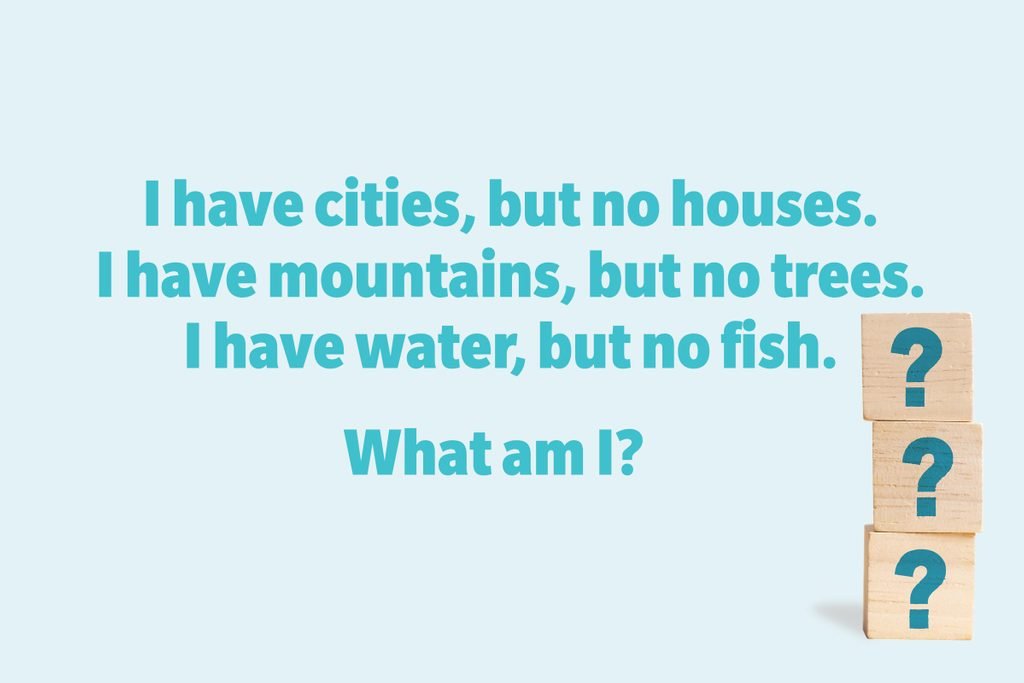 I have cities, but no houses.
I have mountains, but no trees.
I have water, but no fish.
What am I?
?
?
?